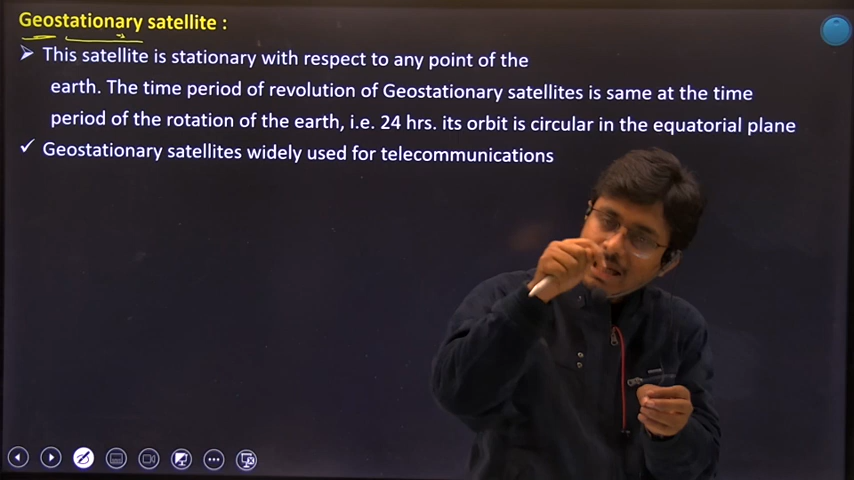 Geostationary satellite :
➢ This satellite is stationary with respect to any point of the
earth. The time period of revolution of Geostationary satellites is same at the time
period of the rotation of the earth, i.e. 24 hrs. its orbit is circular in the equatorial plane
✓ Geostationary satellites widely used for telecommunications